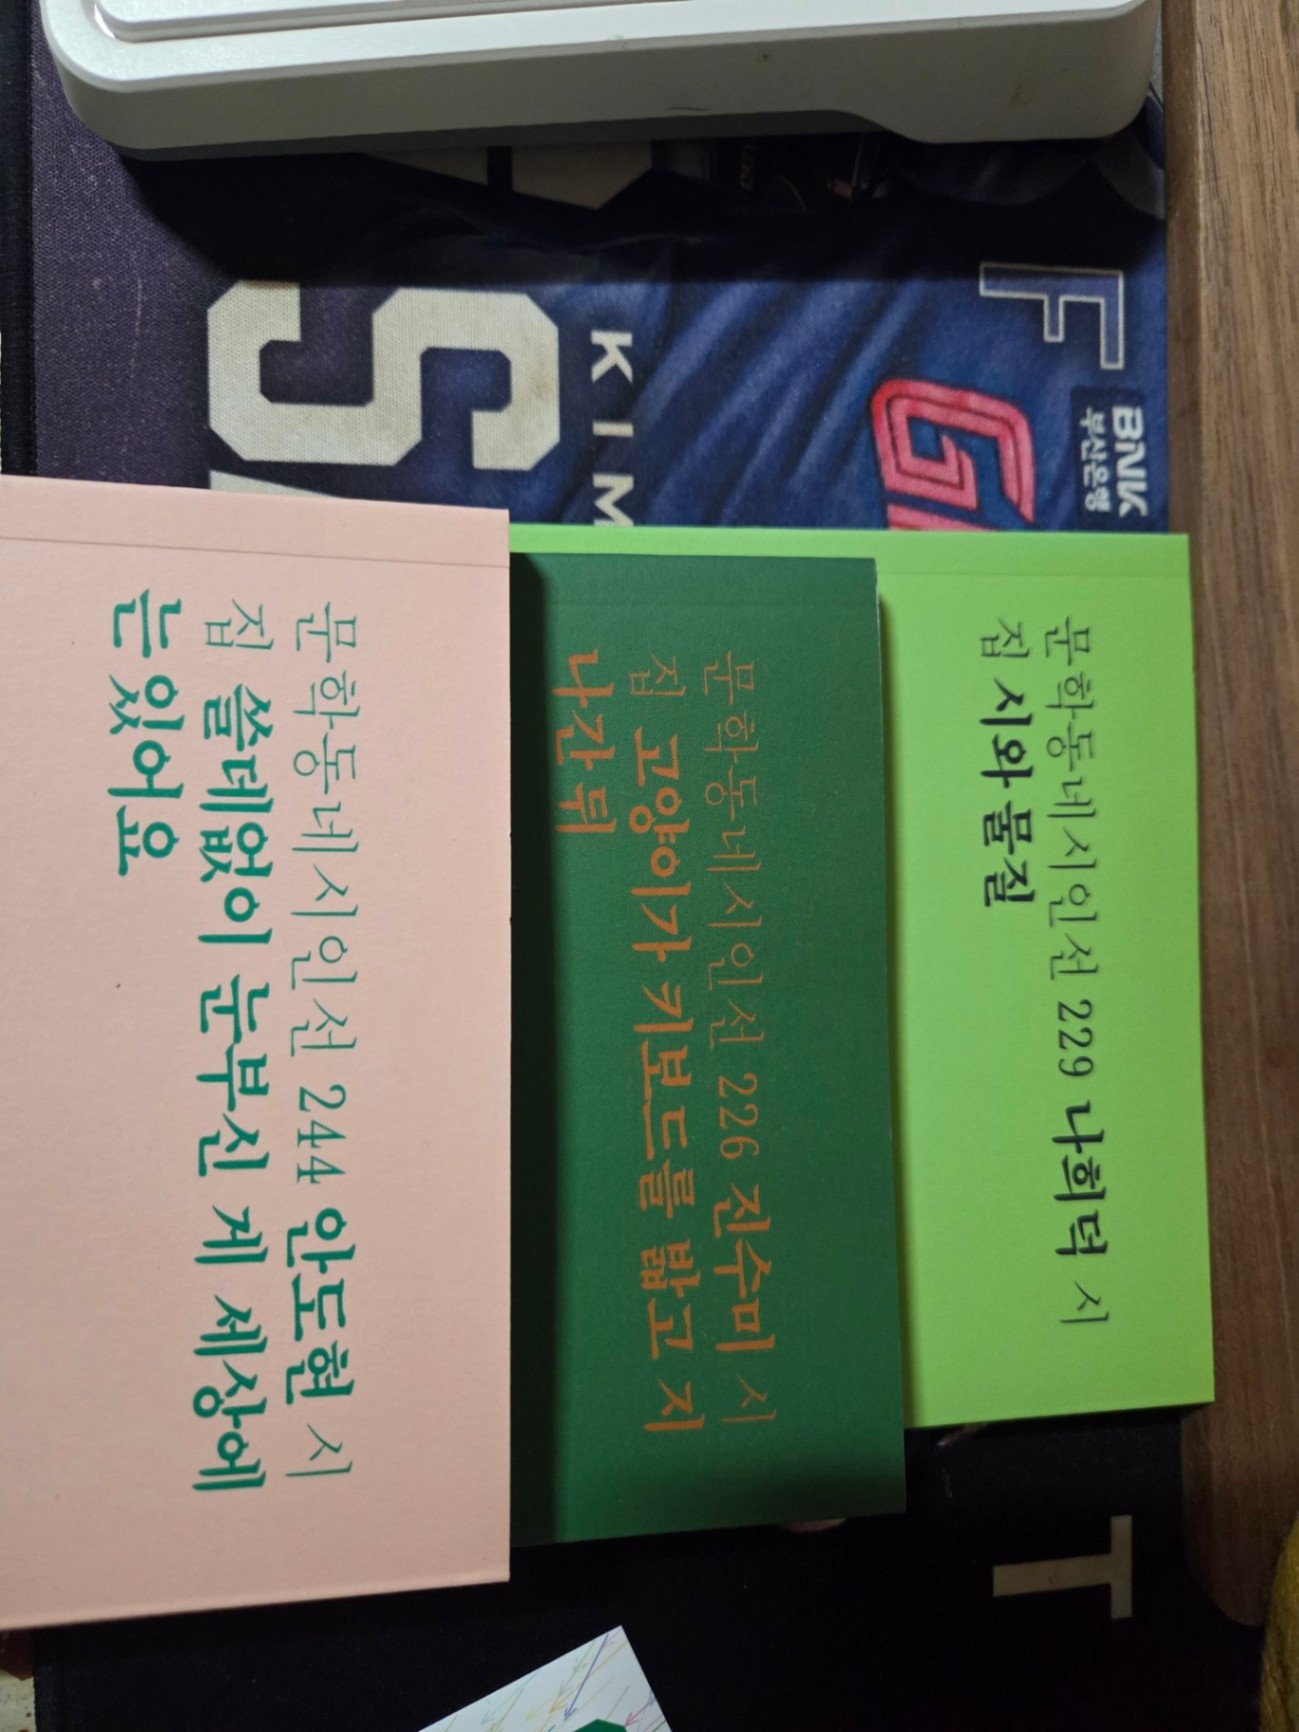 문학동네시인선 229 나희덕 시
집 시와 물질
문학동네시인선 226 진수미 시
집 고양이가 키보드를 밟고 지
나간 뒤
문학동네시인선 244 안도현 시
집 쓸데없이 눈부신 게 세상에
는 있어요
BNK
부산은행
F
KIM
S
T